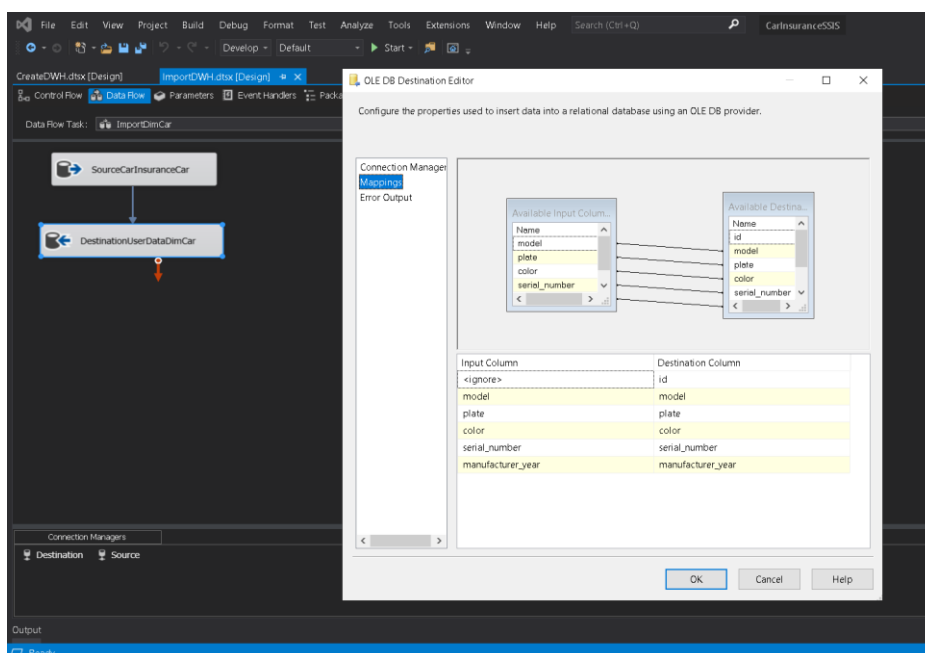 File Edit View Project Build Debug Format Test Analyze Tools Extensions Window Help Search (Ctrl+Q) CarInsuranceSSIS
Develop Default Start
CreateDWH.dtsx [Design] ImportDWH.dtsx [Design]
Control Flow Data Flow Parameters Event Handlers Packa
Data Flow Task: ImportDimCar
SourceCarInsuranceCar
DestinationUserDataDimCar
OLE DB Destination Editor
Configure the properties used to insert data into a relational database using an OLE DB provider.
Connection Manager
Mappings
Error Output
Available Input Colum...
Name
model
plate
color
serial_number
Available Destina...
Name
id
model
plate
color
serial_number
Input Column Destination Column
<ignore> id
model model
plate plate
color color
serial_number serial_number
manufacturer_year manufacturer_year
OK Cancel Help
Connection Managers
Destination Source
Output
Ready